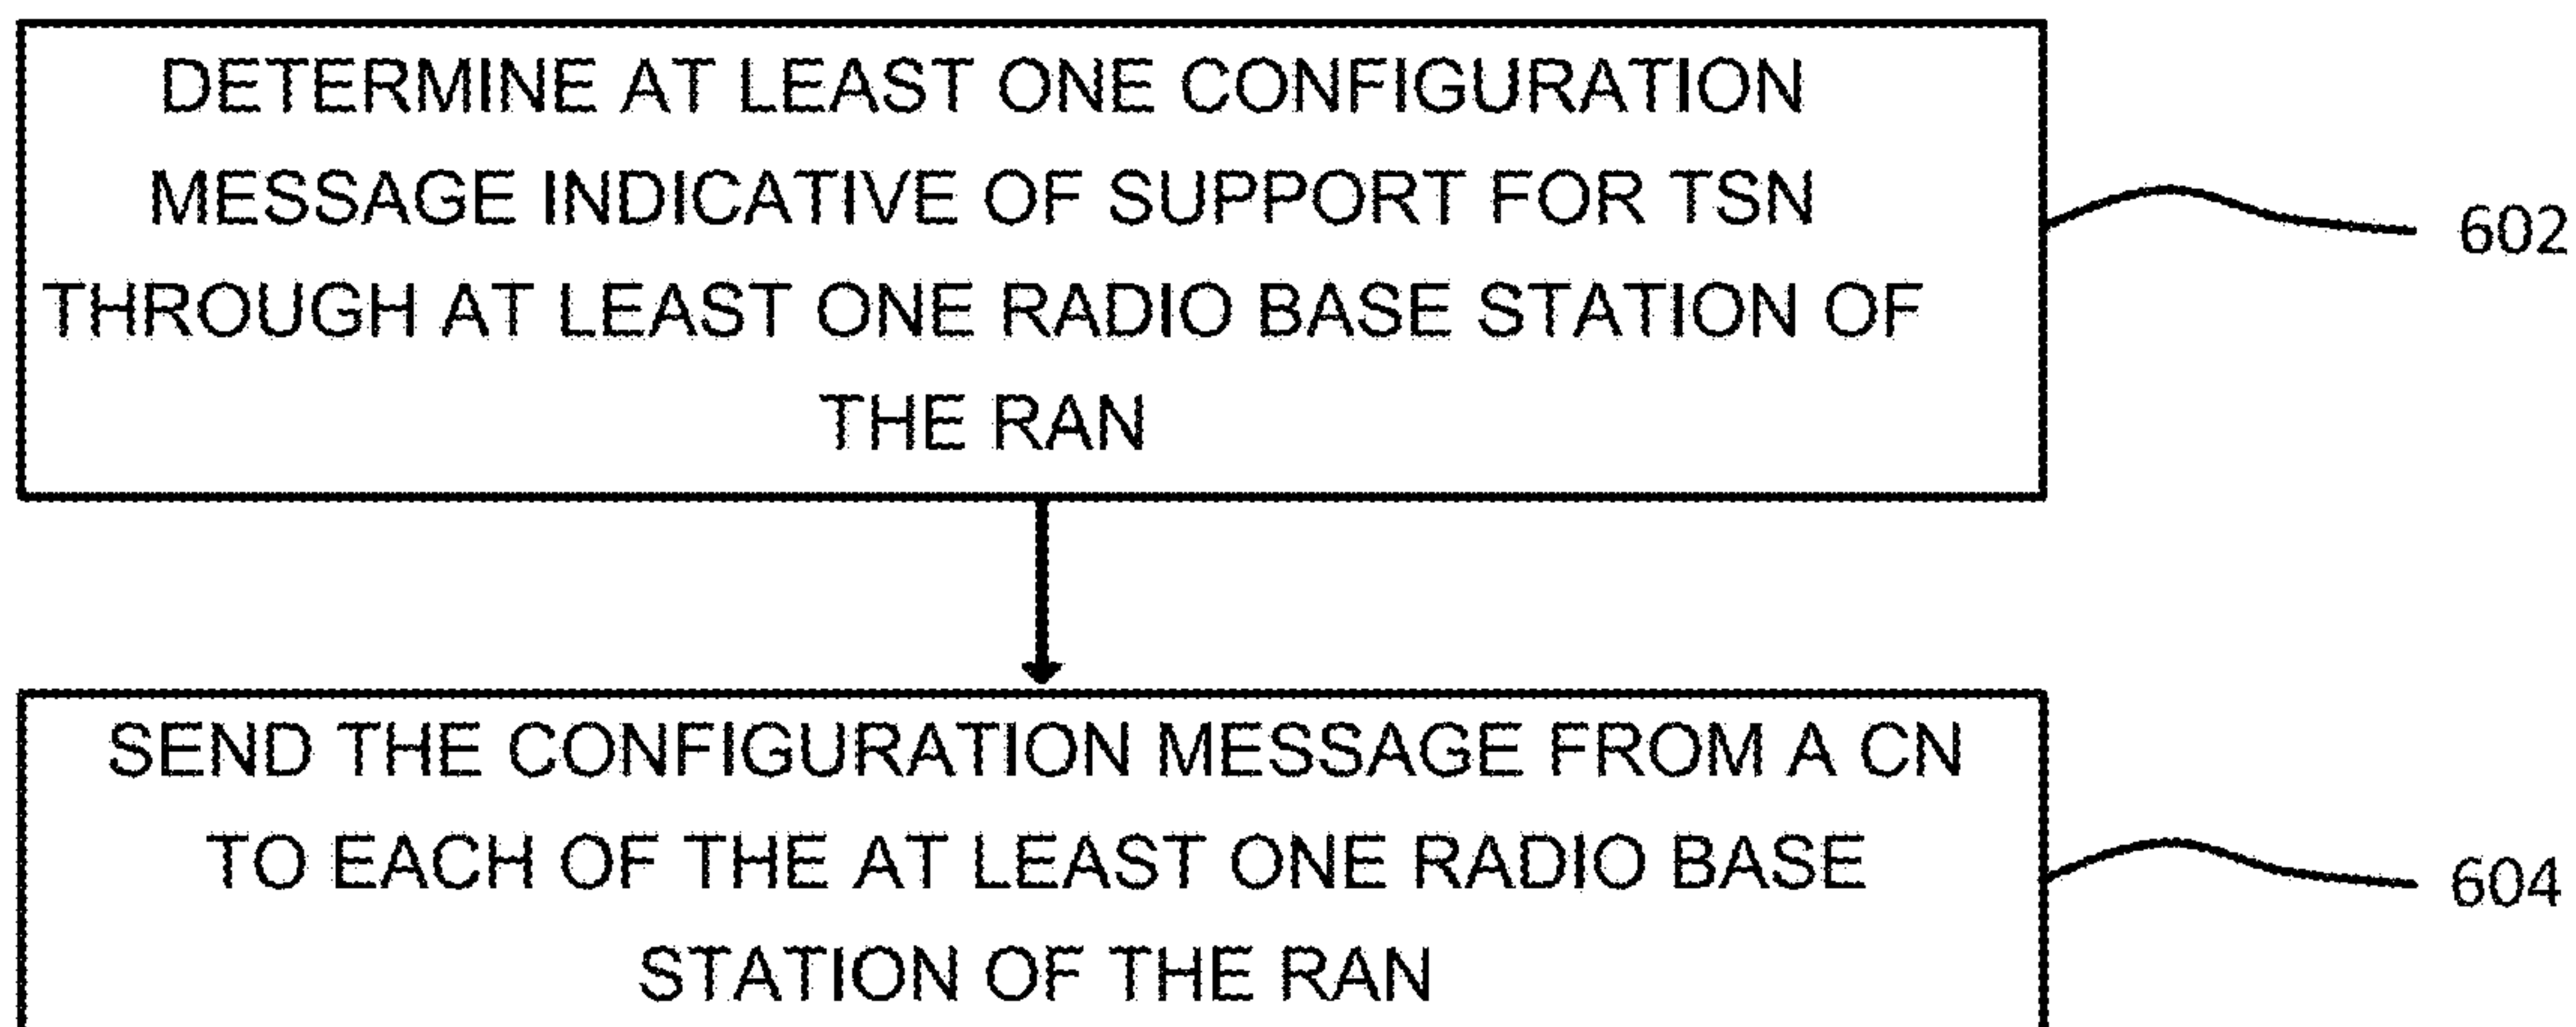 DETERMINE AT LEAST ONE CONFIGURATION
MESSAGE INDICATIVE OF SUPPORT FOR TSN
THROUGH AT LEAST ONE RADIO BASE STATION OF
THE RAN
602
SEND THE CONFIGURATION MESSAGE FROM A CN
TO EACH OF THE AT LEAST ONE RADIO BASE
STATION OF THE RAN
604